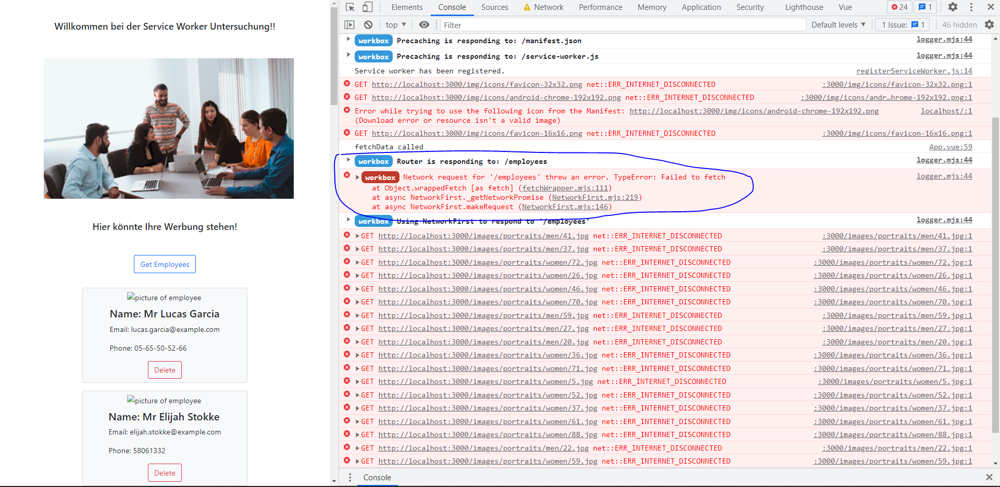 Willkommen bei der Service Worker Untersuchung!!
Hier könnte Ihre Werbung stehen!
Get Employees
picture of employee
Name: Mr Lucas Garcia
Email: lucas.garcia@example.com
Phone: 05-65-50-52-66
Delete
picture of employee
Name: Mr Elijah Stokke
Email: elijah.stokke@example.com
Phone: 58061332
Delete
Elements Console Sources Network Performance Memory Application Security Lighthouse Vue 24 1
top Filter Default levels 1 Issue: 1 46 hidden
workbox Precaching is responding to: /manifest.json logger.mjs:44
workbox Precaching is responding to: /service-worker.js logger.mjs:44
Service worker has been registered. registerServiceWorker.js:14
GET http://localhost:3000/img/icons/favicon-32x32.png net::ERR_INTERNET_DISCONNECTED :3000/img/icons/favicon-32x32.png:1
GET http://localhost:3000/img/icons/android-chrome-192x192.png net::ERR_INTERNET_DISCONNECTED :3000/img/icons/andr…hrome-192x192.png:1
Error while trying to use the following icon from the Manifest: http://localhost:3000/img/icons/android-chrome-192x192.png localhost/:1
(Download error or resource isn't a valid image)
GET http://localhost:3000/img/icons/favicon-16x16.png net::ERR_INTERNET_DISCONNECTED :3000/img/icons/favicon-16x16.png:1
fetchData called App.vue:59
workbox Router is responding to: /employees logger.mjs:44
workbox Network request for '/employees' threw an error. TypeError: Failed to fetch logger.mjs:44
at Object.wrappedFetch [as fetch] (fetchWrapper.mjs:111)
at async NetworkFirst._getNetworkPromise (NetworkFirst.mjs:219)
at async NetworkFirst.makeRequest (NetworkFirst.mjs:146)
workbox Using NetworkFirst to respond to '/employees' logger.mjs:44
GET http://localhost:3000/images/portraits/men/41.jpg net::ERR_INTERNET_DISCONNECTED :3000/images/portraits/men/41.jpg:1
GET http://localhost:3000/images/portraits/men/37.jpg net::ERR_INTERNET_DISCONNECTED :3000/images/portraits/men/37.jpg:1
GET http://localhost:3000/images/portraits/women/72.jpg net::ERR_INTERNET_DISCONNECTED :3000/images/portraits/women/72.jpg:1
GET http://localhost:3000/images/portraits/women/26.jpg net::ERR_INTERNET_DISCONNECTED :3000/images/portraits/women/26.jpg:1
GET http://localhost:3000/images/portraits/women/46.jpg net::ERR_INTERNET_DISCONNECTED :3000/images/portraits/women/46.jpg:1
GET http://localhost:3000/images/portraits/women/70.jpg net::ERR_INTERNET_DISCONNECTED :3000/images/portraits/women/70.jpg:1
GET http://localhost:3000/images/portraits/men/59.jpg net::ERR_INTERNET_DISCONNECTED :3000/images/portraits/men/59.jpg:1
GET http://localhost:3000/images/portraits/men/27.jpg net::ERR_INTERNET_DISCONNECTED :3000/images/portraits/men/27.jpg:1
GET http://localhost:3000/images/portraits/men/20.jpg net::ERR_INTERNET_DISCONNECTED :3000/images/portraits/men/20.jpg:1
GET http://localhost:3000/images/portraits/women/36.jpg net::ERR_INTERNET_DISCONNECTED :3000/images/portraits/women/36.jpg:1
GET http://localhost:3000/images/portraits/women/71.jpg net::ERR_INTERNET_DISCONNECTED :3000/images/portraits/women/71.jpg:1
GET http://localhost:3000/images/portraits/women/5.jpg net::ERR_INTERNET_DISCONNECTED :3000/images/portraits/women/5.jpg:1
GET http://localhost:3000/images/portraits/women/52.jpg net::ERR_INTERNET_DISCONNECTED :3000/images/portraits/women/52.jpg:1
GET http://localhost:3000/images/portraits/women/37.jpg net::ERR_INTERNET_DISCONNECTED :3000/images/portraits/women/37.jpg:1
GET http://localhost:3000/images/portraits/women/61.jpg net::ERR_INTERNET_DISCONNECTED :3000/images/portraits/women/61.jpg:1
GET http://localhost:3000/images/portraits/women/88.jpg net::ERR_INTERNET_DISCONNECTED :3000/images/portraits/women/88.jpg:1
GET http://localhost:3000/images/portraits/men/22.jpg net::ERR_INTERNET_DISCONNECTED :3000/images/portraits/men/22.jpg:1
GET http://localhost:3000/images/portraits/women/59.jpg net::ERR_INTERNET_DISCONNECTED :3000/images/portraits/women/59.jpg:1
Console